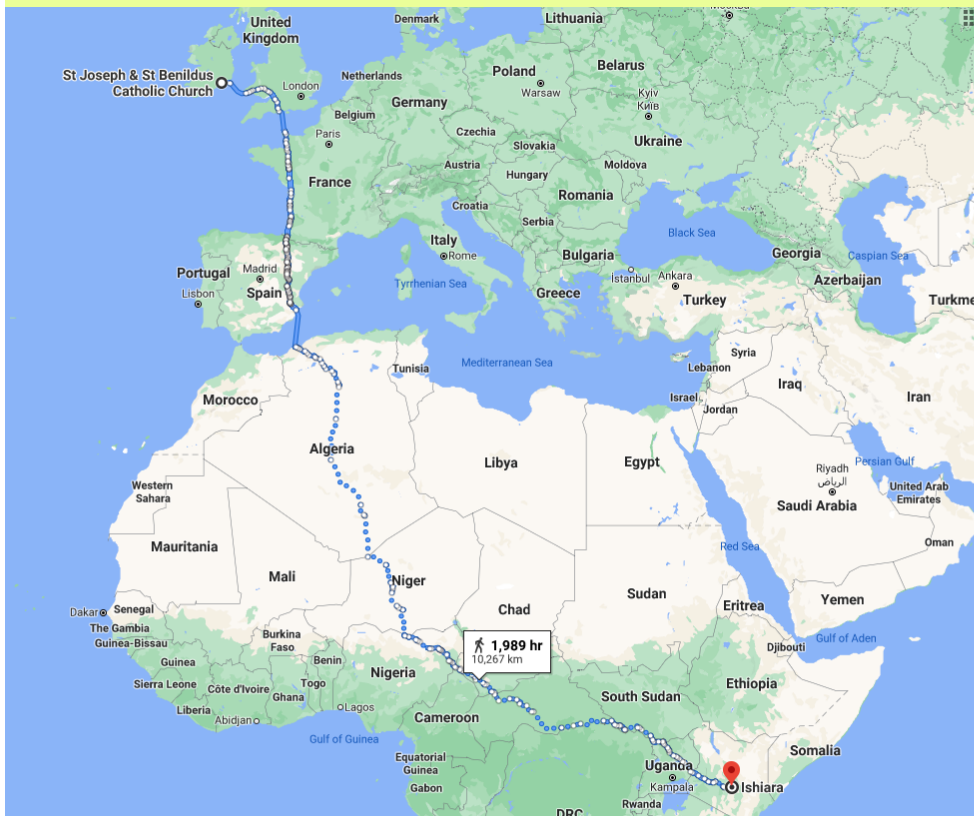 Denmark
Lithuania
United
Kingdom
St Joseph & St Benildus
Catholic Church
London
Netherlands
Poland
Warsaw
Belarus
Germany
Belgium
Kyiv
Київ
Paris
Czechia
Ukraine
Slovakia
France
Austria
Moldova
Hungary
Romania
Croatia
Serbia
Black Sea
Italy
Rome
Bulgaria
Georgia
Caspian Sea
Portugal
Madrid
Spain
Lisbon
Tyrrhenian Sea
İstanbul
Ankara
Azerbaijan
Greece
Turkey
Turkme
Mediterranean Sea
Tunisia
Syria
Lebanon
Iraq
Iran
Morocco
Israel
Jordan
Algeria
Libya
Egypt
Persian Gulf
Riyadh
الرياض
Western
Sahara
United Arab
Emirates
Saudi Arabia
Mauritania
Red Sea
Oman
Mali
Niger
Chad
Sudan
Eritrea
Yemen
Dakar
Senegal
The Gambia
Guinea-Bissau
Burkina
Faso
Gulf of Aden
Djibouti
1,989 hr
10,267 km
Guinea
Benin
Nigeria
Sierra Leone
Côte d'Ivoire
Togo
Ghana
Ethiopia
South Sudan
Liberia
Abidjan
Lagos
Cameroon
Gulf of Guinea
Somalia
Equatorial
Guinea
Uganda
Kampala
Ishiara
Gabon
Rwanda
DRC